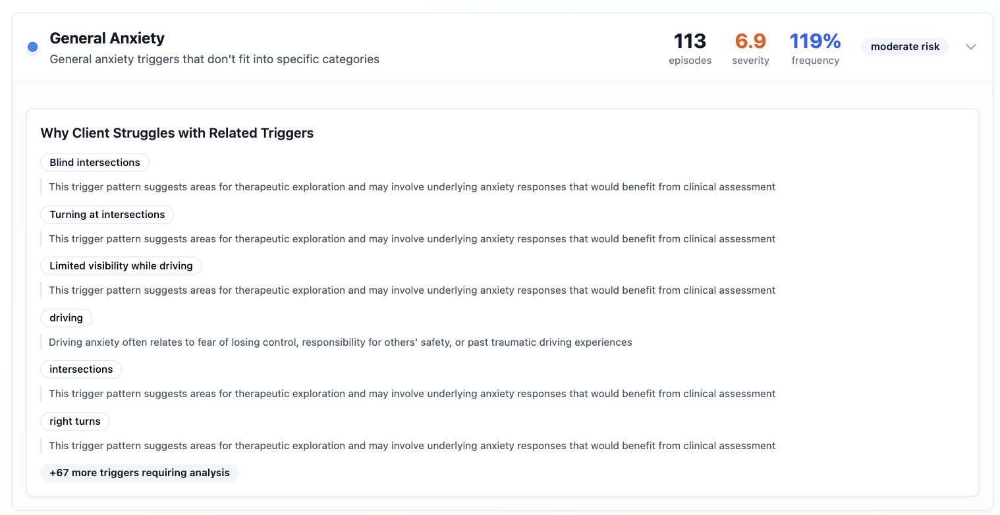 General Anxiety
General anxiety triggers that don't fit into specific categories
113
episodes
6.9
severity
119%
frequency
moderate risk
Why Client Struggles with Related Triggers
Blind intersections
This trigger pattern suggests areas for therapeutic exploration and may involve underlying anxiety responses that would benefit from clinical assessment
Turning at intersections
This trigger pattern suggests areas for therapeutic exploration and may involve underlying anxiety responses that would benefit from clinical assessment
Limited visibility while driving
This trigger pattern suggests areas for therapeutic exploration and may involve underlying anxiety responses that would benefit from clinical assessment
driving
Driving anxiety often relates to fear of losing control, responsibility for others' safety, or past traumatic driving experiences
intersections
This trigger pattern suggests areas for therapeutic exploration and may involve underlying anxiety responses that would benefit from clinical assessment
right turns
This trigger pattern suggests areas for therapeutic exploration and may involve underlying anxiety responses that would benefit from clinical assessment
+67 more triggers requiring analysis